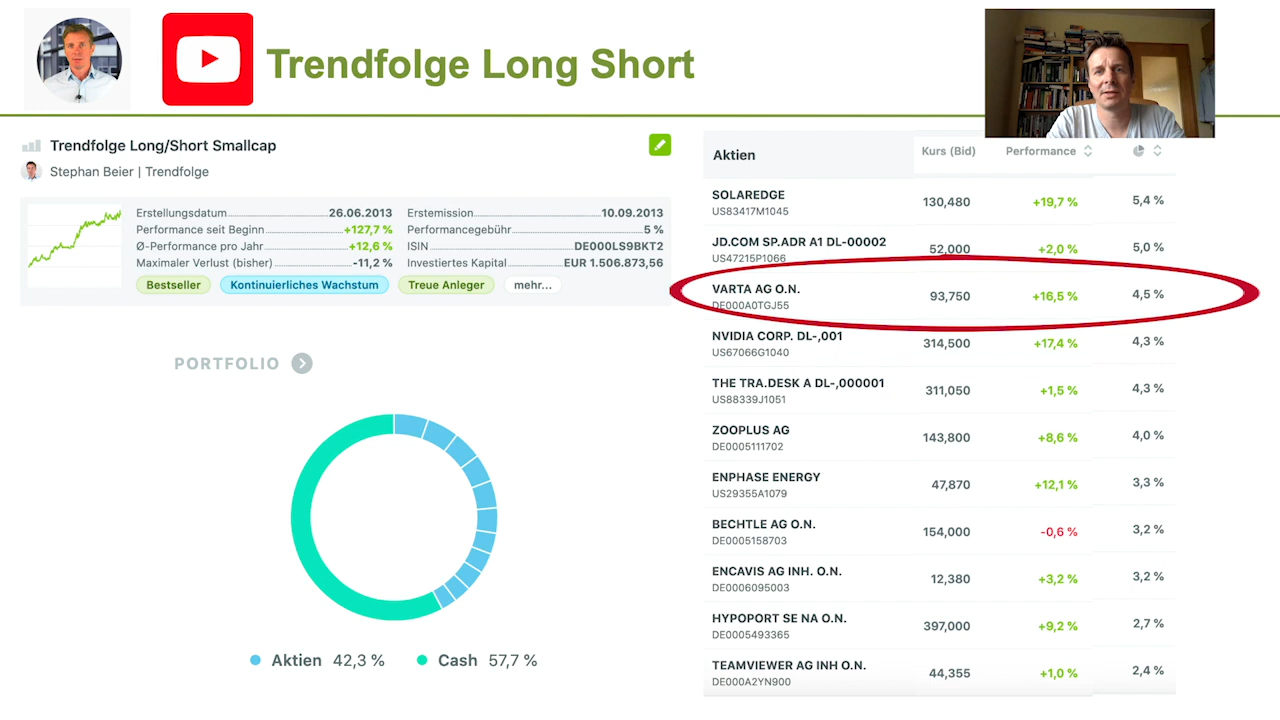 Trendfolge Long Short
Trendfolge Long/Short Smallcap
Stephan Beier | Trendfolge
Erstellungsdatum 26.06.2013 Erstemission 10.09.2013
Performance seit Beginn +127,7 % Performancegebühr 5 %
Ø-Performance pro Jahr +12,6 % ISIN DE000LS9BKT2
Maximaler Verlust (bisher) -11,2 % Investiertes Kapital EUR 1.506.873,56
Bestseller Kontinuierliches Wachstum Treue Anleger mehr...
PORTFOLIO
Aktien 42,3 % Cash 57,7 %
Aktien Kurs (Bid) Performance
SOLAREDGE
US83417M1045 130,480 +19,7 % 5,4 %
JD.COM SP.ADR A1 DL-00002
US47215P1066 52,000 +2,0 % 5,0 %
VARTA AG O.N.
DE000A0TGJ55 93,750 +16,5 % 4,5 %
NVIDIA CORP. DL-,001
US67066G1040 314,500 +17,4 % 4,3 %
THE TRA.DESK A DL-,000001
US88339J1051 311,050 +1,5 % 4,3 %
ZOOPLUS AG
DE0005111702 143,800 +8,6 % 4,0 %
ENPHASE ENERGY
US29355A1079 47,870 +12,1 % 3,3 %
BECHTLE AG O.N.
DE0005158703 154,000 -0,6 % 3,2 %
ENCAVIS AG INH. O.N.
DE0006095003 12,380 +3,2 % 3,2 %
HYPOPORT SE NA O.N.
DE0005493365 397,000 +9,2 % 2,7 %
TEAMVIEWER AG INH O.N.
DE000A2YN900 44,355 +1,0 % 2,4 %